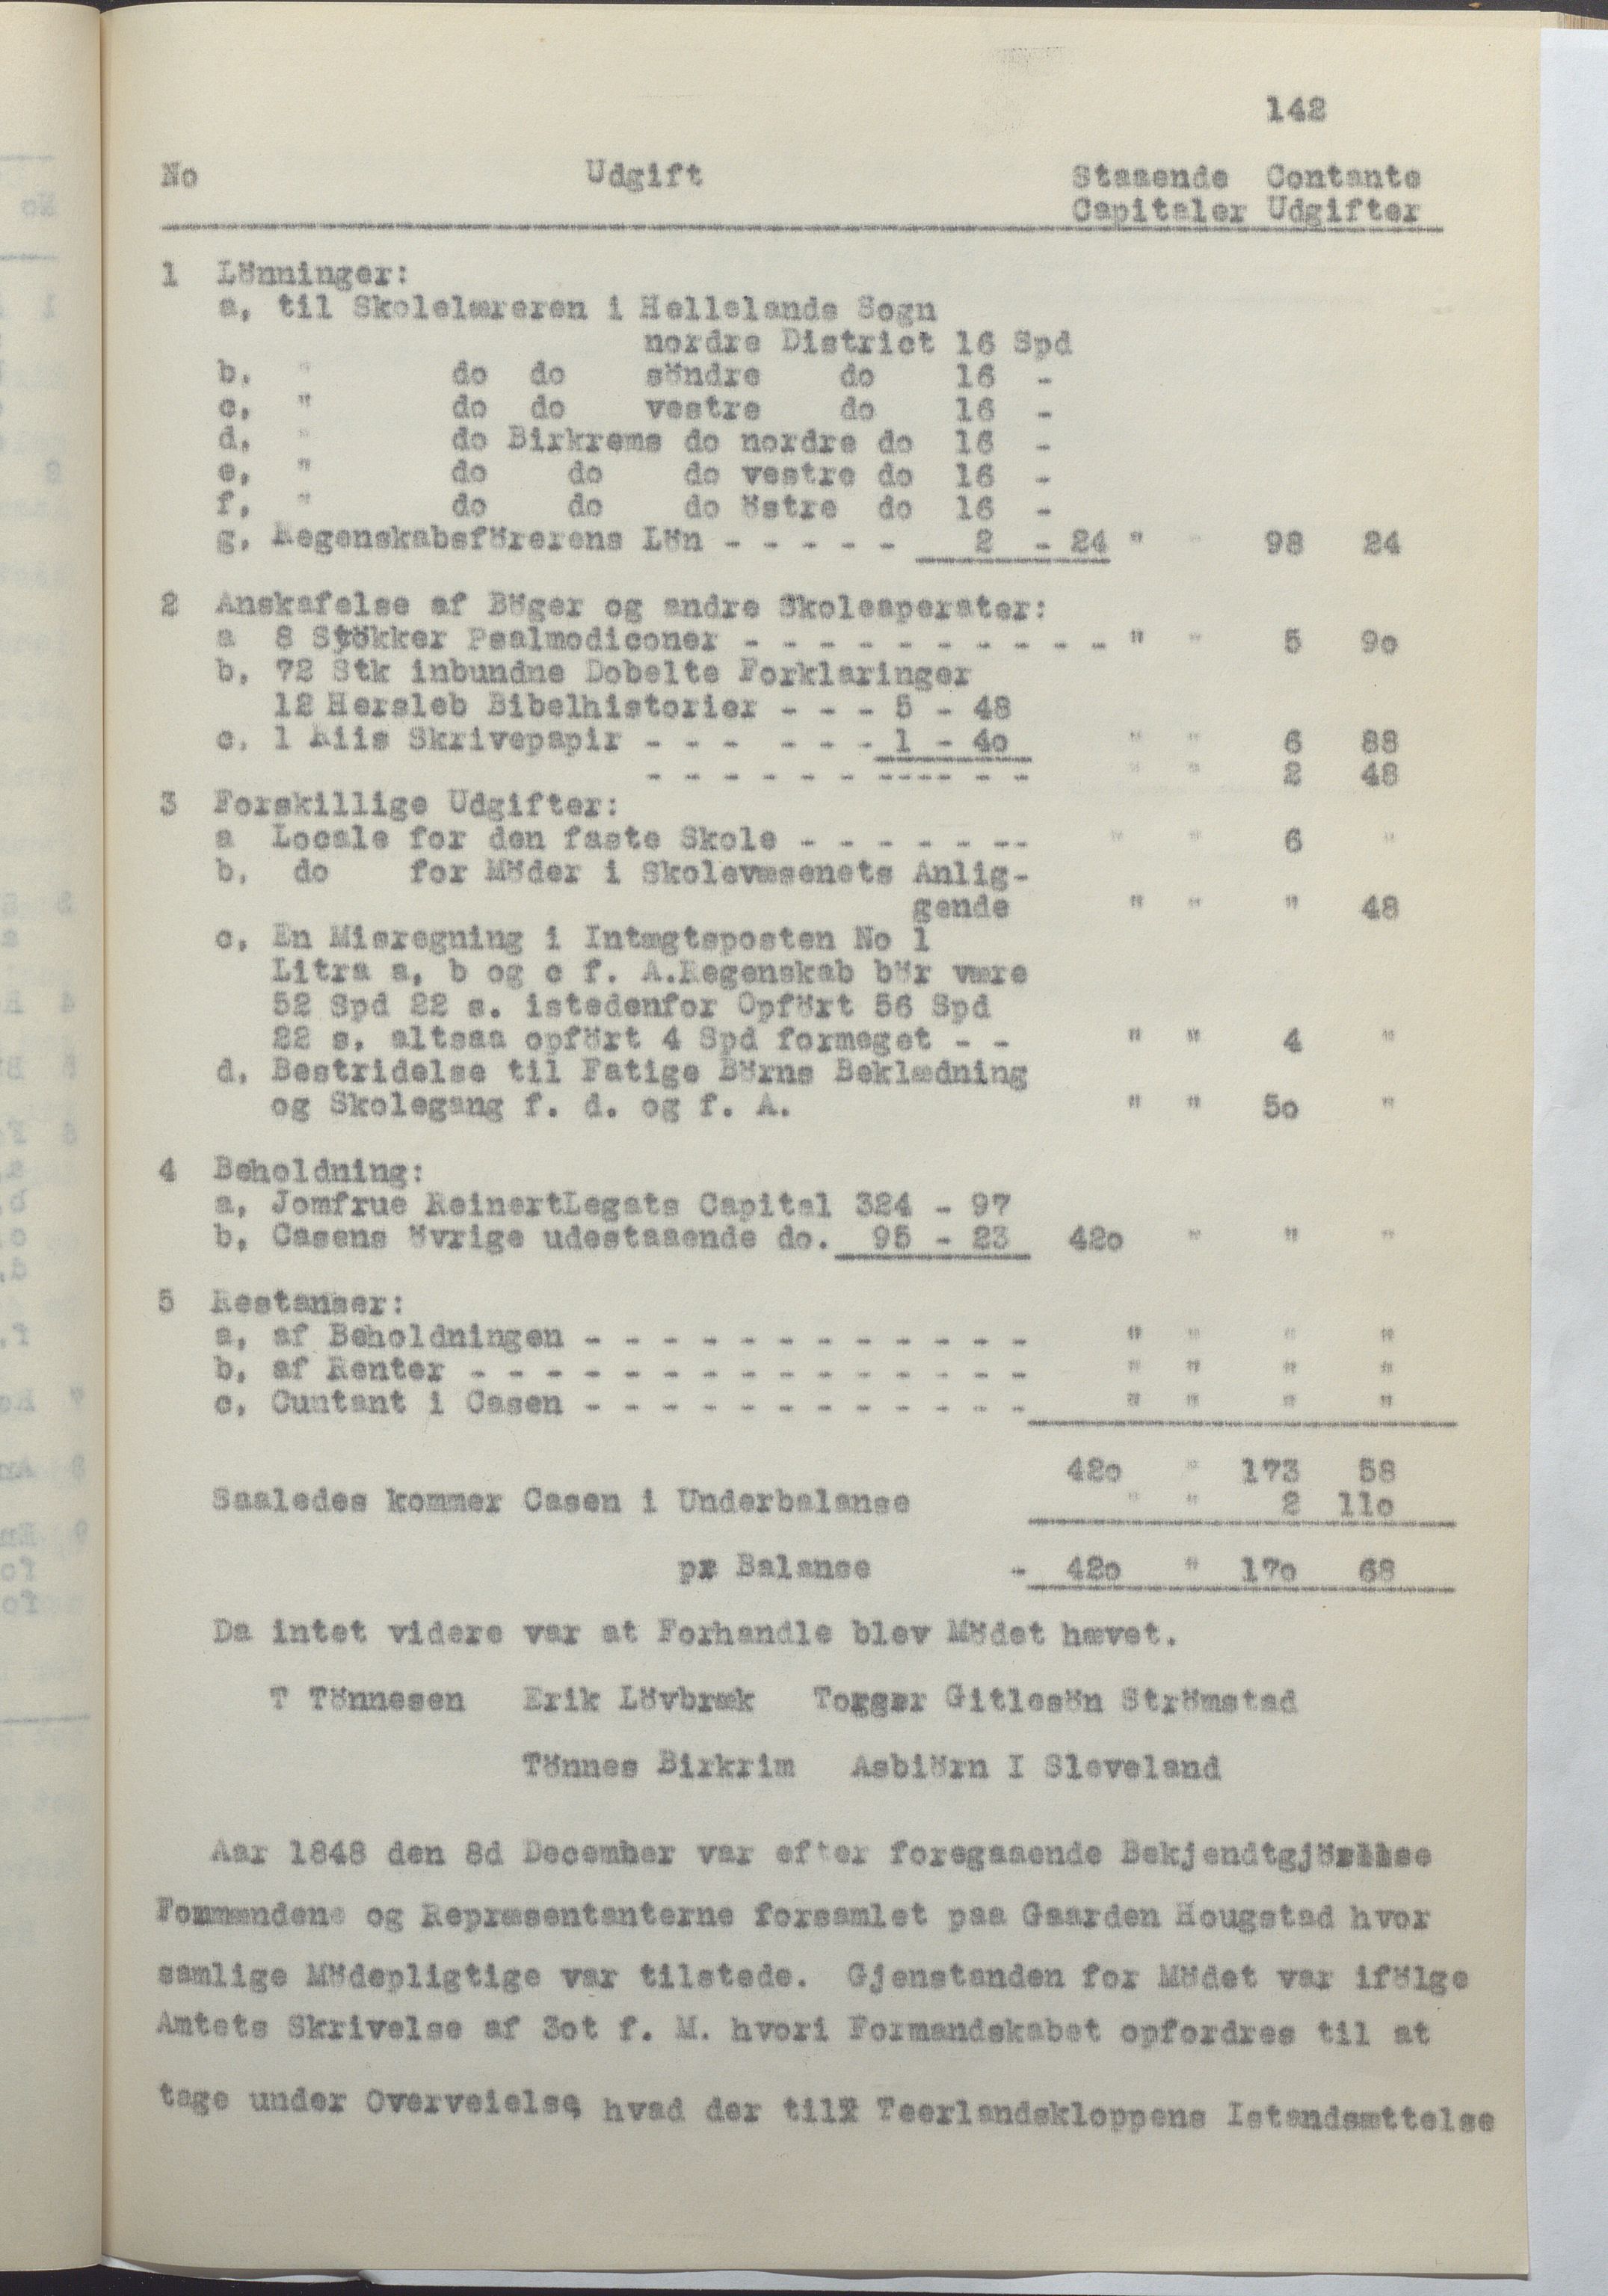 142
No Udgift Staaende Contante
Capitaler Udgifter
1 Lönninger:
a, til Skolelæreren i Hellelands Sogn
nordre District 16 Spd
b. " do do söndre do 16 -
c, " do do vestre do 16 -
d, " do Birkrems do nordre do 16 -
e, " do do do vestre do 16 -
f, " do do do östre do 16 -
g, Regenskabsförerens Lön - - - - - 2 - 24 " " 98 24
2 Anskafelse af Böger og andre Skoleaperater:
a 8 Stökker Psalmodiconer - - - - - - - - - - " " 5 9o
b, 72 Stk inbundne Dobelte Forklaringer
12 Hersleb Bibelhistorier - - - 5 - 48
c, 1 Riis Skrivepapir - - - - - - 1 - 4o " " 6 88
- - - - - - - - - - - - " " 2 48
3 Forskillige Udgifter:
a Locale for den faste Skole - - - - - - - " " 6 "
b, do for Möder i Skolevæsenets Anlig-
gende " " " 48
c, En Misregning i Intægtsposten No 1
Litra a, b og c f. A.Regenskab bör være
52 Spd 22 s. istedenfor Opfört 56 Spd
22 s. altsaa opfört 4 Spd formeget - - " " 4 "
d. Bestridelse til Fatige Börns Beklædning
og Skolegang f. d. og f. A. " " 5o "
4 Beholdning:
a, Jomfrue ReinertLegats Capital 324 - 97
b, Casens övrige udestaaende do. 95 - 23 42o " " "
5 Restanser:
a, af Beholdningen - - - - - - - - - - - - " " " "
b, af Renter - - - - - - - - - - - - - - - " " " "
c, Cuntant i Casen - - - - - - - - - - - - " " " "
42o " 173 58
Saaledes kommer Casen i Underbalanse " " 2 11o
pr Balanse - 42o " 17o 68
Da intet videre var at Forhandle blev Mödet hævet.
T Tönnesen Erik Lövbræk Torger Gitlesön Strömstad
Tönnes Birkrim Asbiörn I Sleveland
Aar 1848 den 8d December var efter foregaaende Bekjendtgjörelse
Formændene og Repræsentanterne forsamlet paa Gaarden Hougstad hvor
samlige Mödepligtige var tilstede. Gjenstanden for Mödet var ifölge
Amtets Skrivelse af 3ot f. M. hvori Formandskabet opfordres til at
tage under Overveielse, hvad der till Teerlandskloppens Istandsættelse